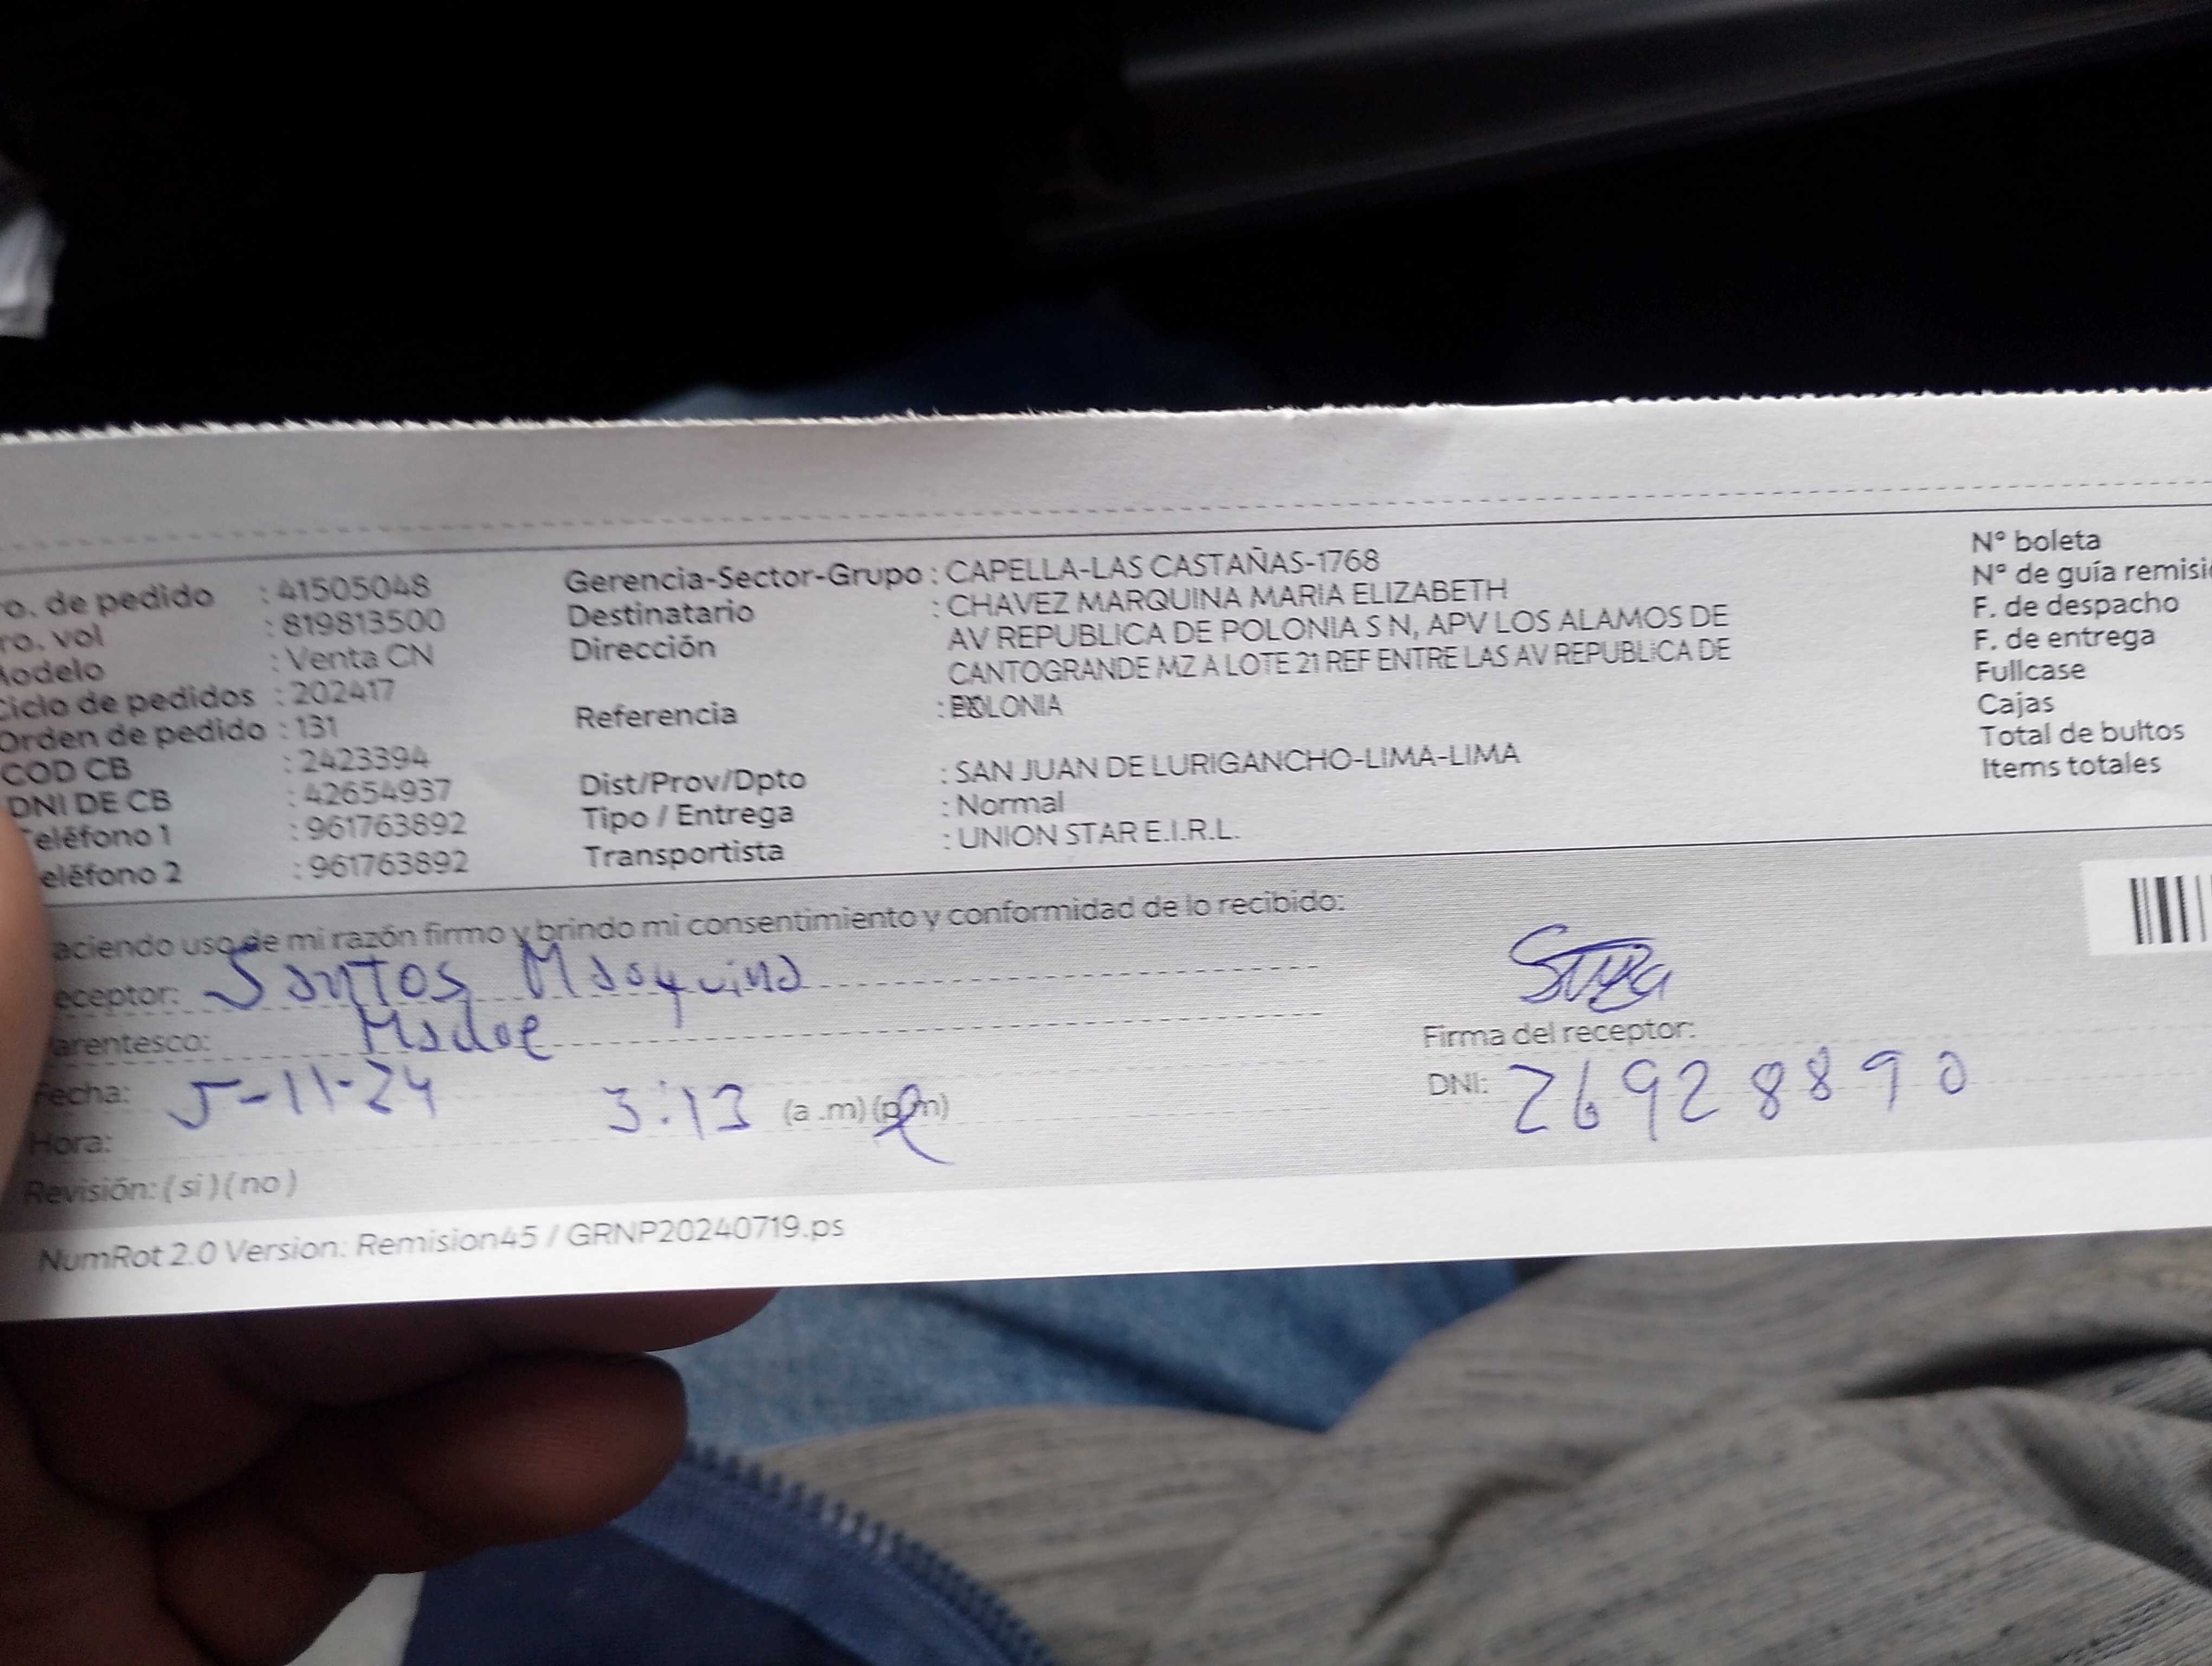 ro. de pedido : 41505048
ro. vol : 819813500
Modelo : Venta CN
Ciclo de pedidos : 202417
Orden de pedido : 131
COD CB : 2423394
DNI DE CB : 42654937
Teléfono 1 : 961763892
eléfono 2 : 961763892
Gerencia-Sector-Grupo : CAPELLA-LAS CASTAÑAS-1768
Destinatario : CHAVEZ MARQUINA MARIA ELIZABETH
Dirección AV REPUBLICA DE POLONIA S N, APV LOS ALAMOS DE
CANTOGRANDE MZ A LOTE 21 REF ENTRE LAS AV REPUBLICA DE
Referencia : POLONIA
Dist/Prov/Dpto : SAN JUAN DE LURIGANCHO-LIMA-LIMA
Tipo / Entrega : Normal
Transportista : UNION STAR E.I.R.L.
N° boleta
N° de guía remisi
F. de despacho
F. de entrega
Fullcase
Cajas
Total de bultos
Items totales
aciendo uso de mi razón firmo y brindo mi consentimiento y conformidad de lo recibido:
eceptor: Santos Marquina
arentesco: Madre
Fecha: 5-11-24
Hora: 3:13 (a .m) (p.m)
Revisión: ( si ) ( no )
Firma del receptor:
DNI: 26928890
NumRot 2.0 Version: Remision45 / GRNP20240719.ps